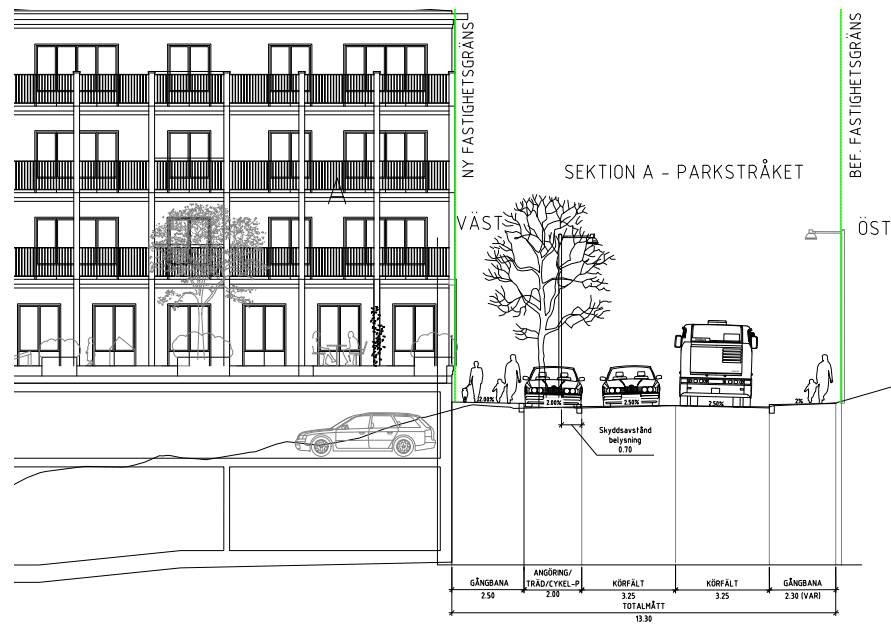 NY FASTIGHETSGRÄNS
BEF. FASTIGHETSGRÄNS
SEKTION A - PARKSTRÅKET
A
VÄST
ÖST
2.00%
2.00%
2.50%
2.50%
2%
Skyddsavstånd
belysning
0.70
GÅNGBANA
2.50
ANGÖRING/
TRÄD/CYKEL-P
2.00
KÖRFÄLT
3.25
KÖRFÄLT
3.25
GÅNGBANA
2.30 (VAR)
TOTALMÅTT
13.30